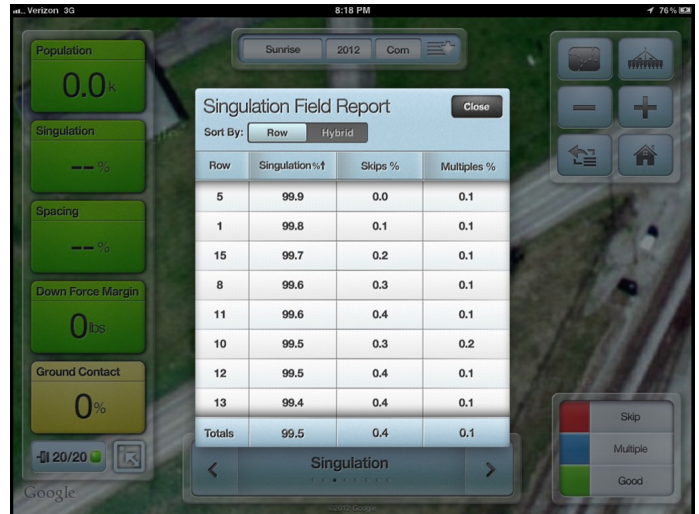 Verizon 3G 8:18 PM 76%
Population
0.0 k
Singulation
-- %
Spacing
-- %
Down Force Margin
0 lbs
Ground Contact
0 %
20/20
Google
Sunrise 2012 Corn
Singulation Field Report Close
Sort By: Row Hybrid
Row Singulation%↑ Skips % Multiples %
5 99.9 0.0 0.1
1 99.8 0.1 0.1
15 99.7 0.2 0.1
8 99.6 0.3 0.1
11 99.6 0.4 0.1
10 99.5 0.3 0.2
12 99.5 0.4 0.1
13 99.4 0.4 0.1
Totals 99.5 0.4 0.1
Singulation
©2012 Google
Skip
Multiple
Good